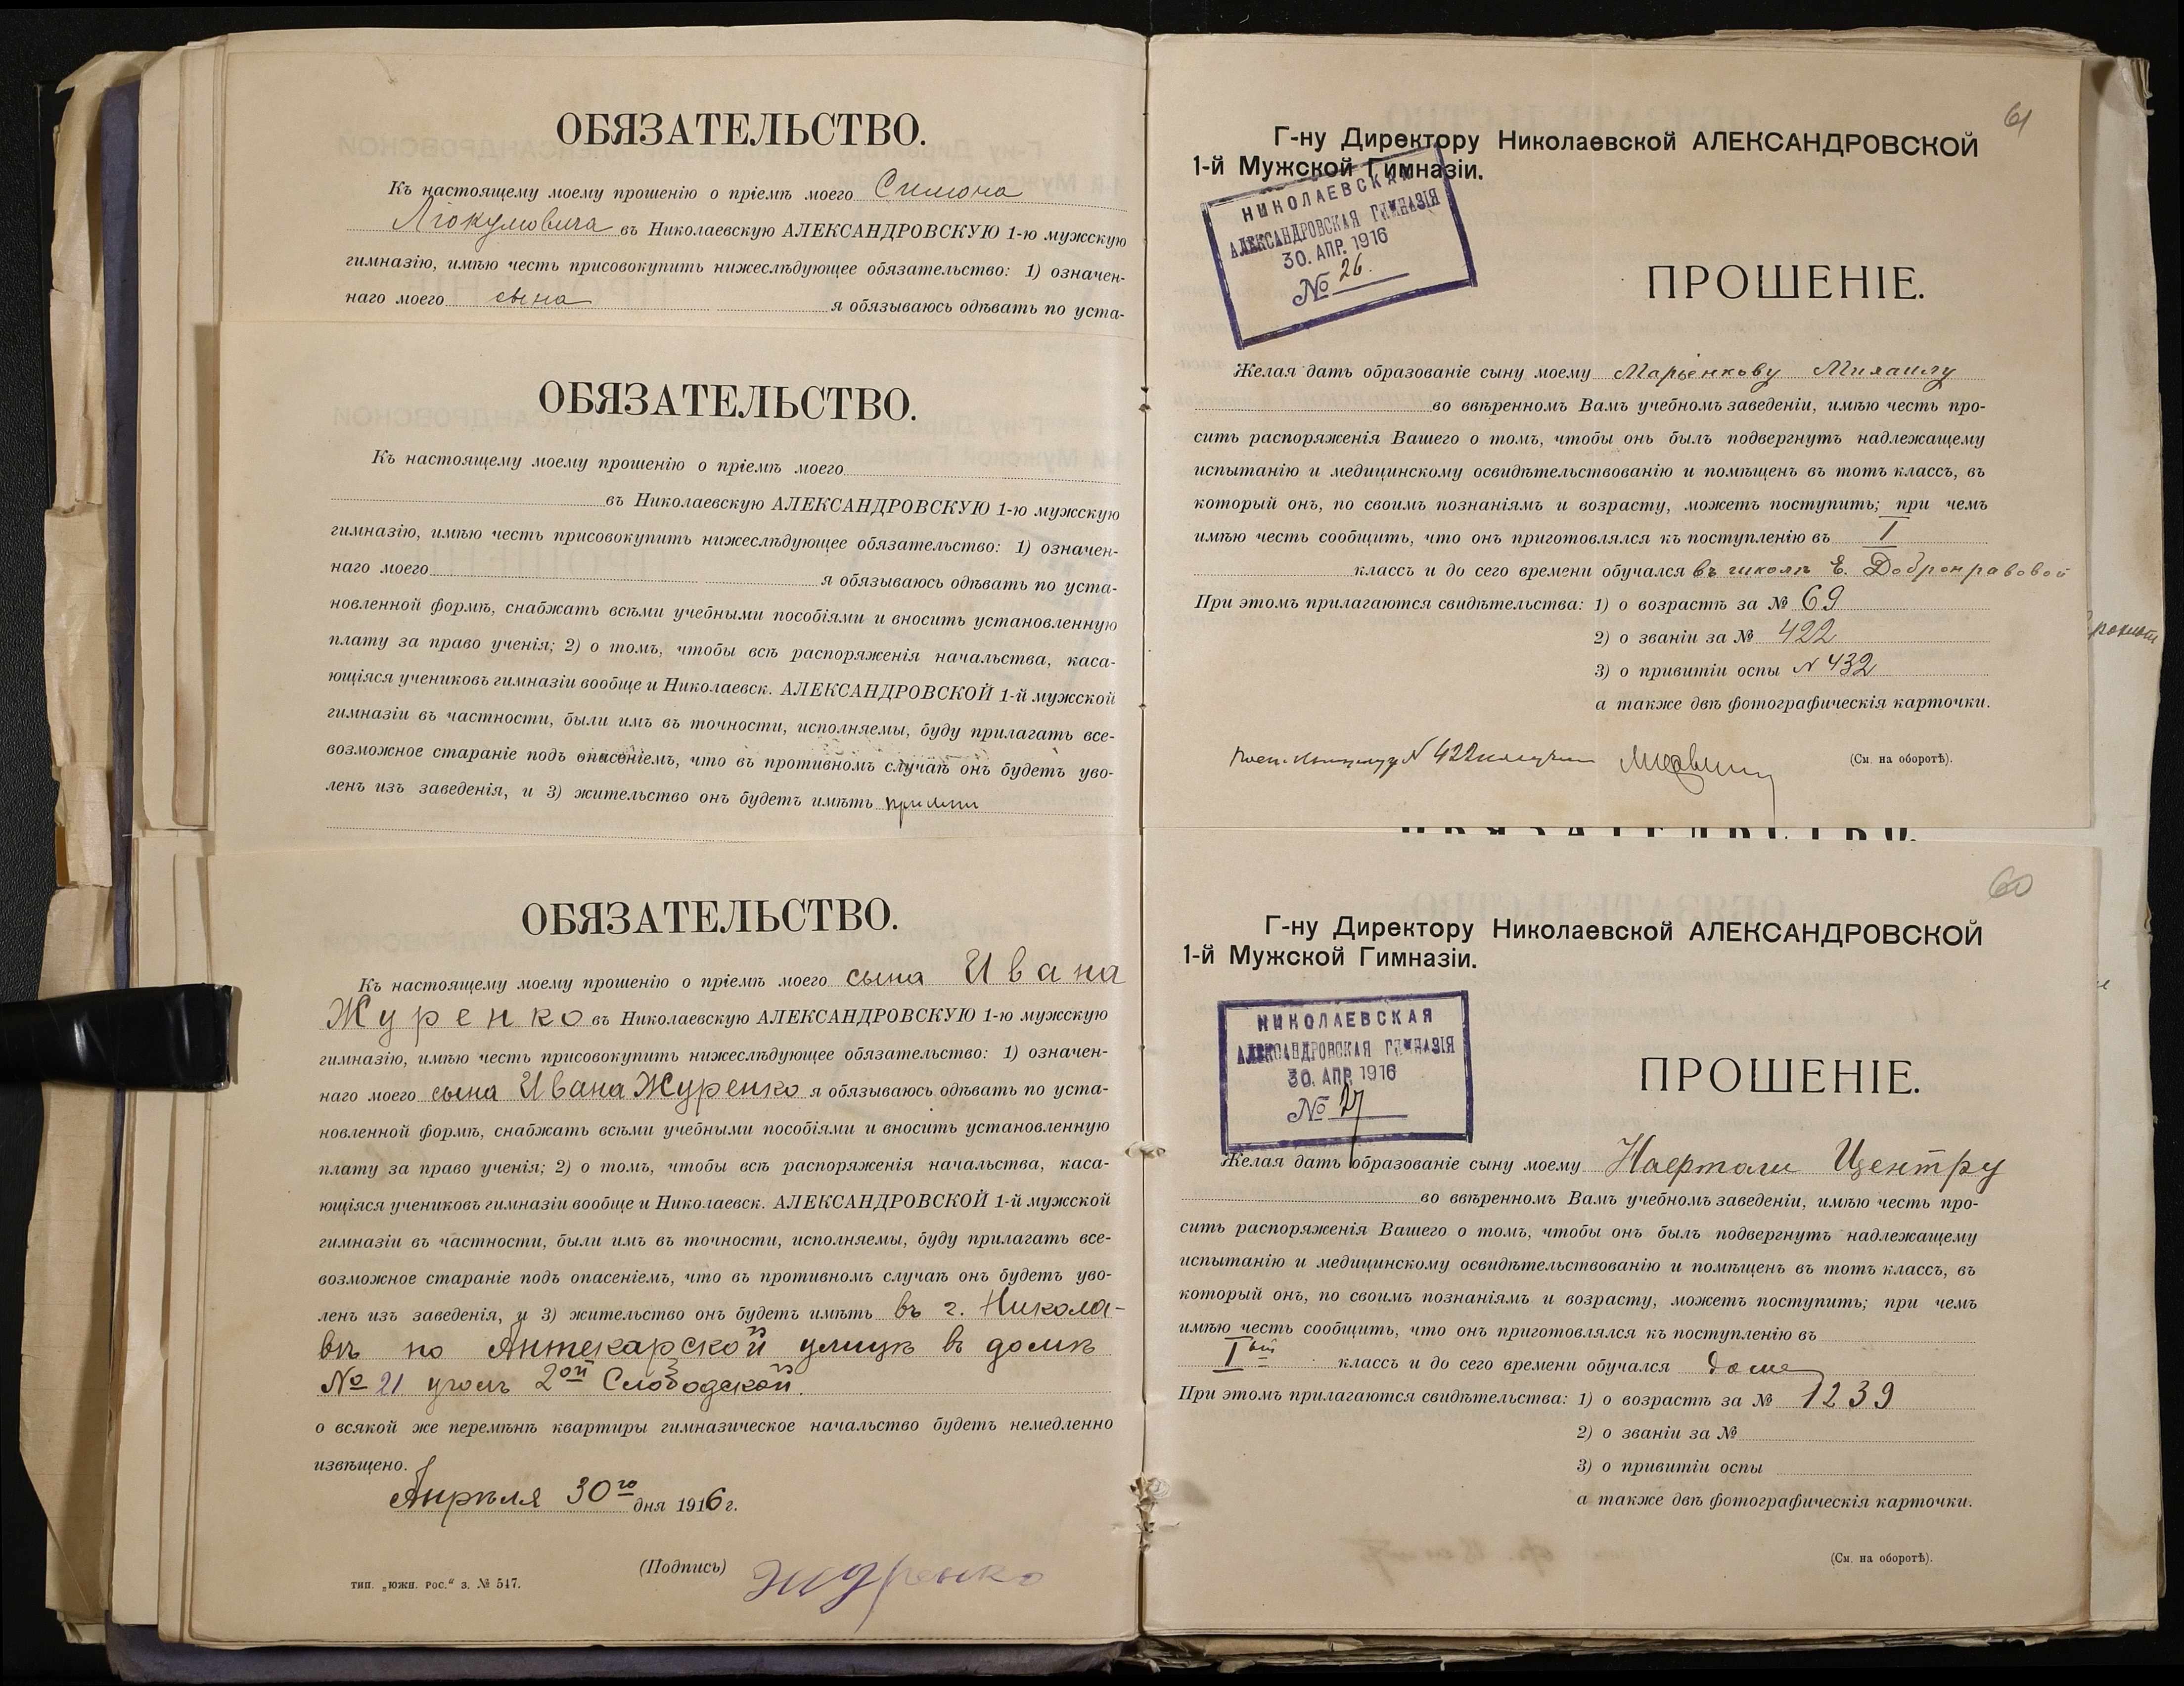 ОБЯЗАТЕЛЬСТВО.
Къ настоящему моему прошенію о пріемѣ моего Симона
въ Николаевскую АЛЕКСАНДРОВСКУЮ 1-ю мужскую
гимназію, имѣю честь присовокупить нижеслѣдующее обязательство: 1) означен-
наго моего сына я обязываюсь одѣвать по уста-
ОБЯЗАТЕЛЬСТВО.
Къ настоящему моему прошенію о пріемѣ моего
въ Николаевскую АЛЕКСАНДРОВСКУЮ 1-ю мужскую
гимназію, имѣю честь присовокупить нижеслѣдующее обязательство: 1) означен-
наго моего я обязываюсь одѣвать по уста-
новленной формѣ, снабжать всѣми учебными пособіями и вносить установленную
плату за право ученія; 2) о томъ, чтобы всѣ распоряженія начальства, каса-
ющіяся учениковъ гимназіи вообще и Николаевск. АЛЕКСАНДРОВСКОЙ 1-й мужской
гимназіи въ частности, были имъ въ точности, исполняемы, буду прилагать все-
возможное стараніе подъ опасеніемъ, что въ противномъ случаѣ онъ будетъ уво-
ленъ изъ заведенія, и 3) жительство онъ будетъ имѣть
ОБЯЗАТЕЛЬСТВО.
Къ настоящему моему прошенію о пріемѣ моего сына Ивана
Журенко въ Николаевскую АЛЕКСАНДРОВСКУЮ 1-ю мужскую
гимназію, имѣю честь присовокупить нижеслѣдующее обязательство: 1) означен-
наго моего сына Ивана Журенко я обязываюсь одѣвать по уста-
новленной формѣ, снабжать всѣми учебными пособіями и вносить установленную
плату за право ученія; 2) о томъ, чтобы всѣ распоряженія начальства, каса-
ющіяся учениковъ гимназіи вообще и Николаевск. АЛЕКСАНДРОВСКОЙ 1-й мужской
гимназіи въ частности, были имъ въ точности, исполняемы, буду прилагать все-
возможное стараніе подъ опасеніемъ, что въ противномъ случаѣ онъ будетъ уво-
ленъ изъ заведенія, и 3) жительство онъ будетъ имѣть въ г. Никола-
вѣ по Аптекарской улицѣ въ домѣ
№ 21 уголъ 2ой Слободской.
о всякой же перемѣнѣ квартиры гимназическое начальство будетъ немедленно
извѣщено.
Апрѣля 30го дня 1916 г.
(Подпись) Журенко
тип. „южн. рос.“ з. № 547.
61
Г-ну Директору Николаевской АЛЕКСАНДРОВСКОЙ
1-й Мужской Гимназіи.
НИКОЛАЕВСКАЯ
АЛЕКСАНДРОВСКАЯ ГИМНАЗІЯ
30. АПР. 1916
№ 26.
ПРОШЕНІЕ.
Желая дать образованіе сыну моему Марьенкову Михаилу
во ввѣренномъ Вамъ учебномъ заведеніи, имѣю честь про-
сить распоряженія Вашего о томъ, чтобы онъ былъ подвергнутъ надлежащему
испытанію и медицинскому освидѣтельствованію и помѣщенъ въ тотъ классъ, въ
который онъ, по своимъ познаніямъ и возрасту, можетъ поступить; при чемъ
имѣю честь сообщить, что онъ приготовлялся къ поступленію въ I
классъ и до сего времени обучался въ школѣ Е. Добронравовой
При этомъ прилагаются свидѣтельства: 1) о возрастѣ за № 69
2) о званіи за № 422
3) о привитіи оспы N 432
а также двѣ фотографическія карточки.
N 422
(См. на оборотѣ).
60
Г-ну Директору Николаевской АЛЕКСАНДРОВСКОЙ
1-й Мужской Гимназіи.
НИКОЛАЕВСКАЯ
АЛЕКСАНДРОВСКАЯ ГИМНАЗІЯ
30. АПР. 1916
№ 27
ПРОШЕНІЕ.
Желая дать образованіе сыну моему Нафтали Центру
во ввѣренномъ Вамъ учебномъ заведеніи, имѣю честь про-
сить распоряженія Вашего о томъ, чтобы онъ былъ подвергнутъ надлежащему
испытанію и медицинскому освидѣтельствованію и помѣщенъ въ тотъ классъ, въ
который онъ, по своимъ познаніямъ и возрасту, можетъ поступить; при чемъ
имѣю честь сообщить, что онъ приготовлялся къ поступленію въ
Iый классъ и до сего времени обучался дома
При этомъ прилагаются свидѣтельства: 1) о возрастѣ за № 1239
2) о званіи за №
3) о привитіи оспы
а также двѣ фотографическія карточки.
(См. на оборотѣ).